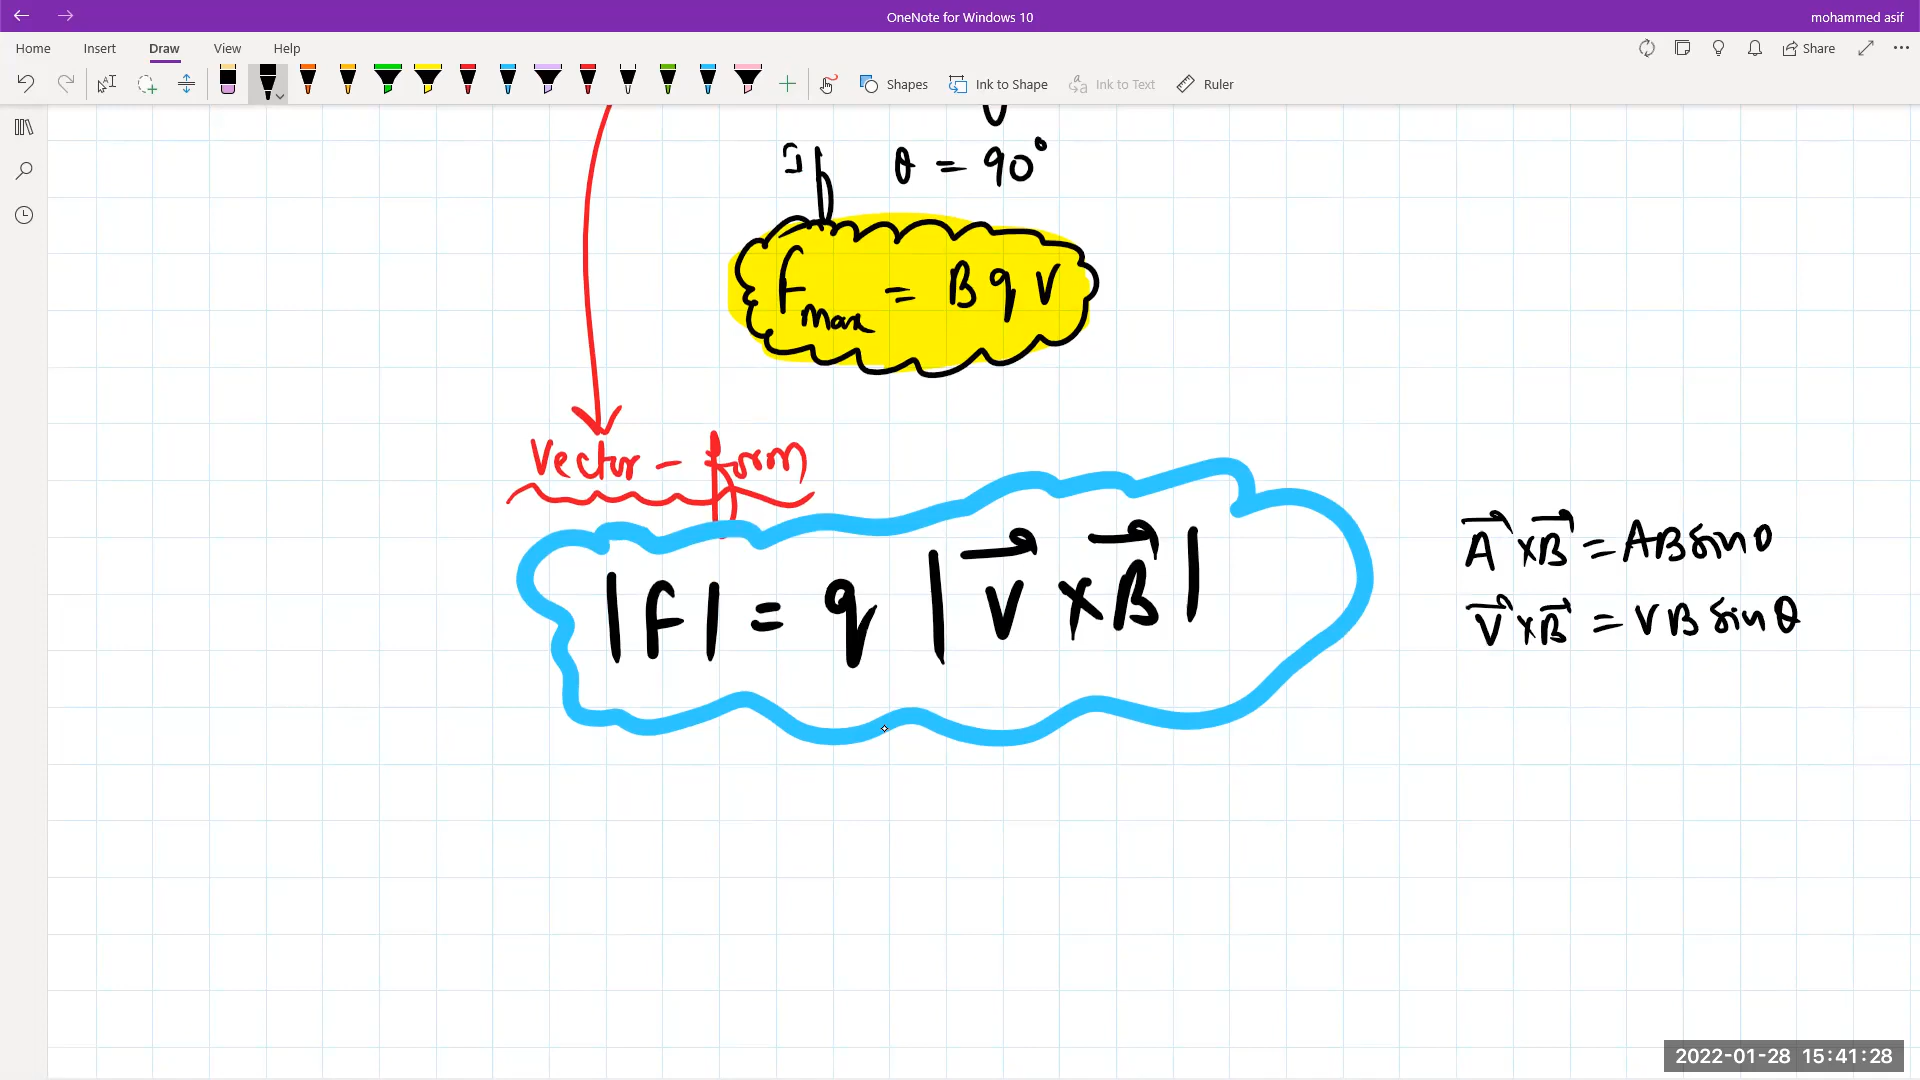 OneNote for Windows 10
mohammed asif
Home Insert Draw View Help
Share
Shapes Ink to Shape Ink to Text Ruler
V
If θ = 90°
Fmax = B q V
Vector - form
|F| = q |V⃗ × B⃗|
A⃗ × B⃗ = AB sin θ
V⃗ × B⃗ = VB sin θ
2022-01-28 15:41:28